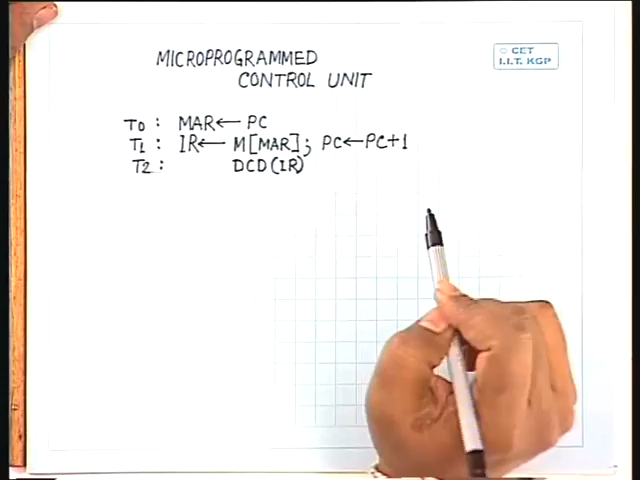 MICROPROGRAMMED
CONTROL UNIT
© CET
I.I.T. KGP
T0 : MAR ← PC
T1 : IR ← M[MAR]; PC ← PC+1
T2 : DCD(IR)